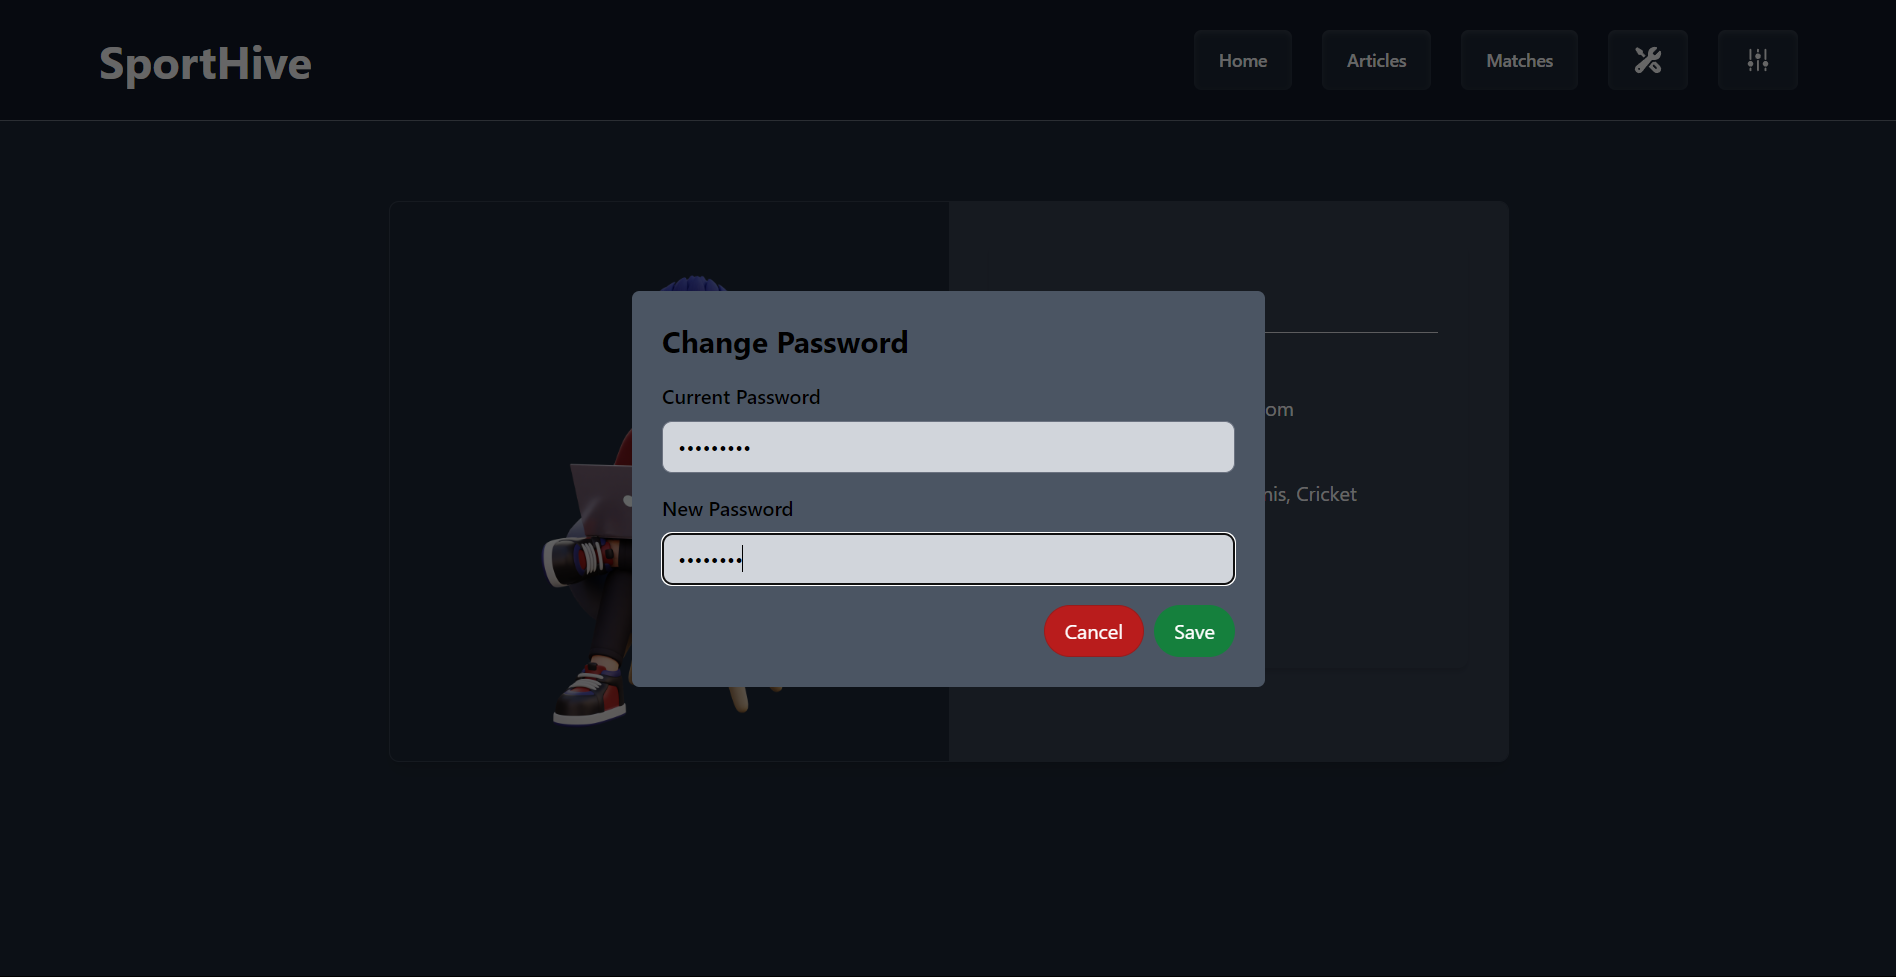 SportHive
Home
Articles
Matches
Change Password
Current Password
•••••••••
om
New Password
nis, Cricket
••••••••
Cancel
Save